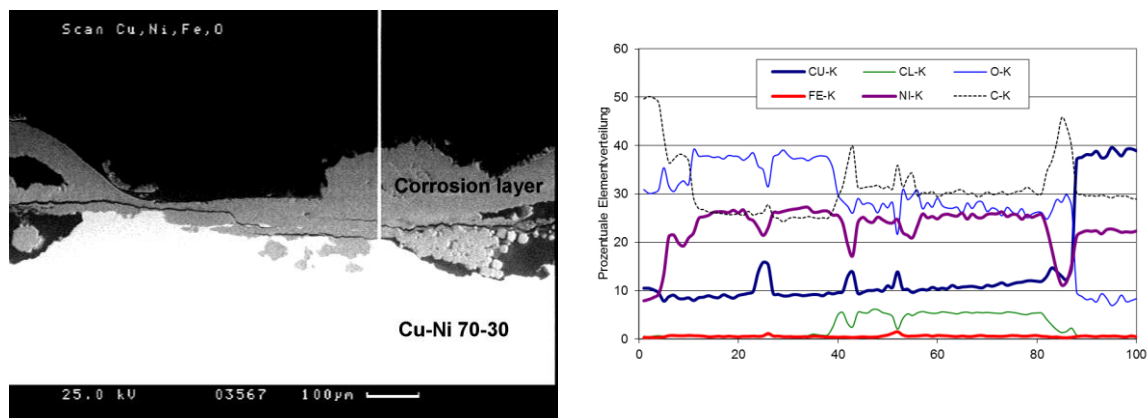 Scan Cu,Ni,Fe,O
Corrosion layer
Cu-Ni 70-30
25.0 kV 03567 100µm
60
50
40
30
20
10
0
Prozentuale Elementverteilung
CU-K CL-K O-K
FE-K NI-K C-K
0 20 40 60 80 100